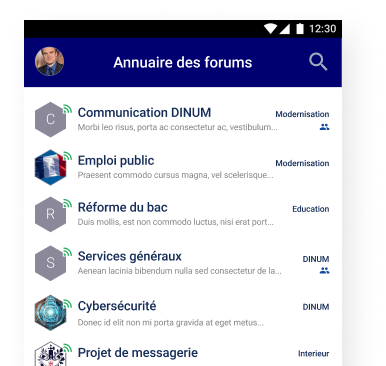 12:30
Annuaire des forums
C
Communication DINUM
Modernisation
Morbi leo risus, porta ac consectetur ac, vestibulum...
Emploi public
Modernisation
Praesent commodo cursus magna, vel scelerisque...
R
Réforme du bac
Education
Duis mollis, est non commodo luctus, nisi erat port...
S
Services généraux
DINUM
Aenean lacinia bibendum nulla sed consectetur de la...
Cybersécurité
DINUM
Donec id elit non mi porta gravida at eget metus...
Projet de messagerie
Interieur